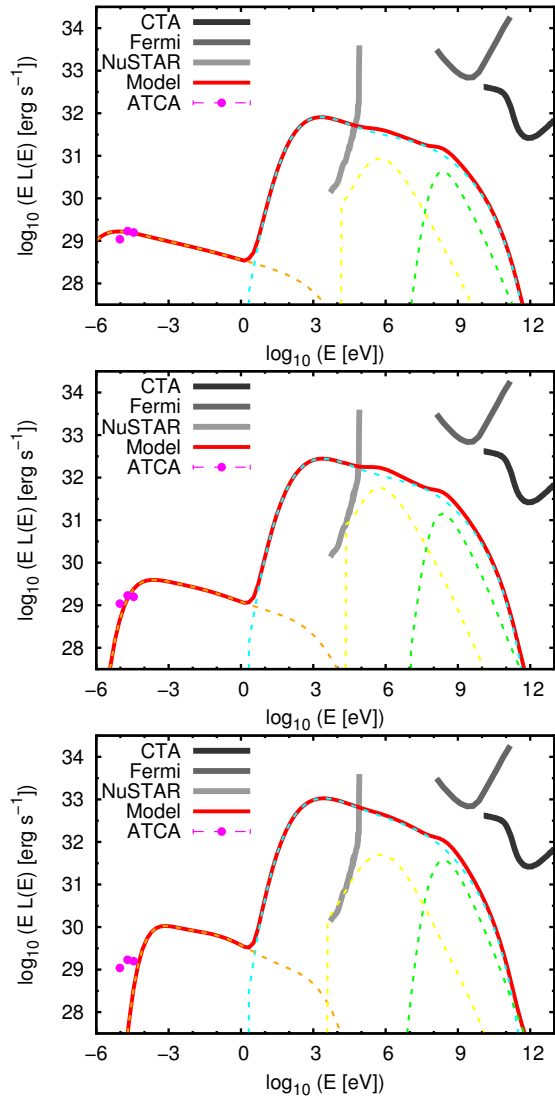 log₁₀ (E L(E) [erg s⁻¹])
34
33
32
31
30
29
28
CTA
Fermi
NuSTAR
Model
ATCA
−6 −3 0 3 6 9 12
log₁₀ (E [eV])
log₁₀ (E L(E) [erg s⁻¹])
34
33
32
31
30
29
28
CTA
Fermi
NuSTAR
Model
ATCA
−6 −3 0 3 6 9 12
log₁₀ (E [eV])
log₁₀ (E L(E) [erg s⁻¹])
34
33
32
31
30
29
28
CTA
Fermi
NuSTAR
Model
ATCA
−6 −3 0 3 6 9 12
log₁₀ (E [eV])